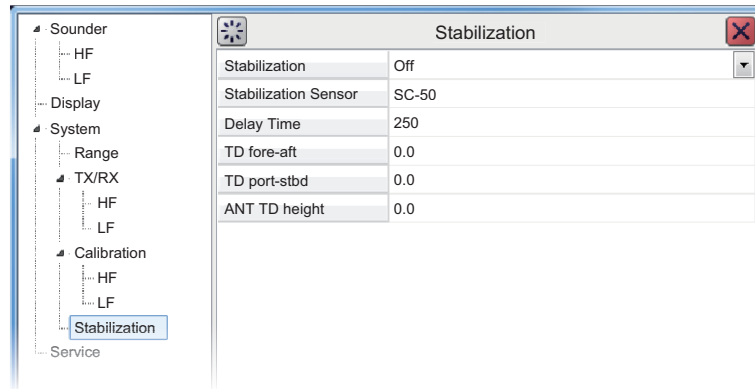 Sounder
HF
LF
Display
System
Range
TX/RX
HF
LF
Calibration
HF
LF
Stabilization
Service
Stabilization
Stabilization Off
Stabilization Sensor SC-50
Delay Time 250
TD fore-aft 0.0
TD port-stbd 0.0
ANT TD height 0.0